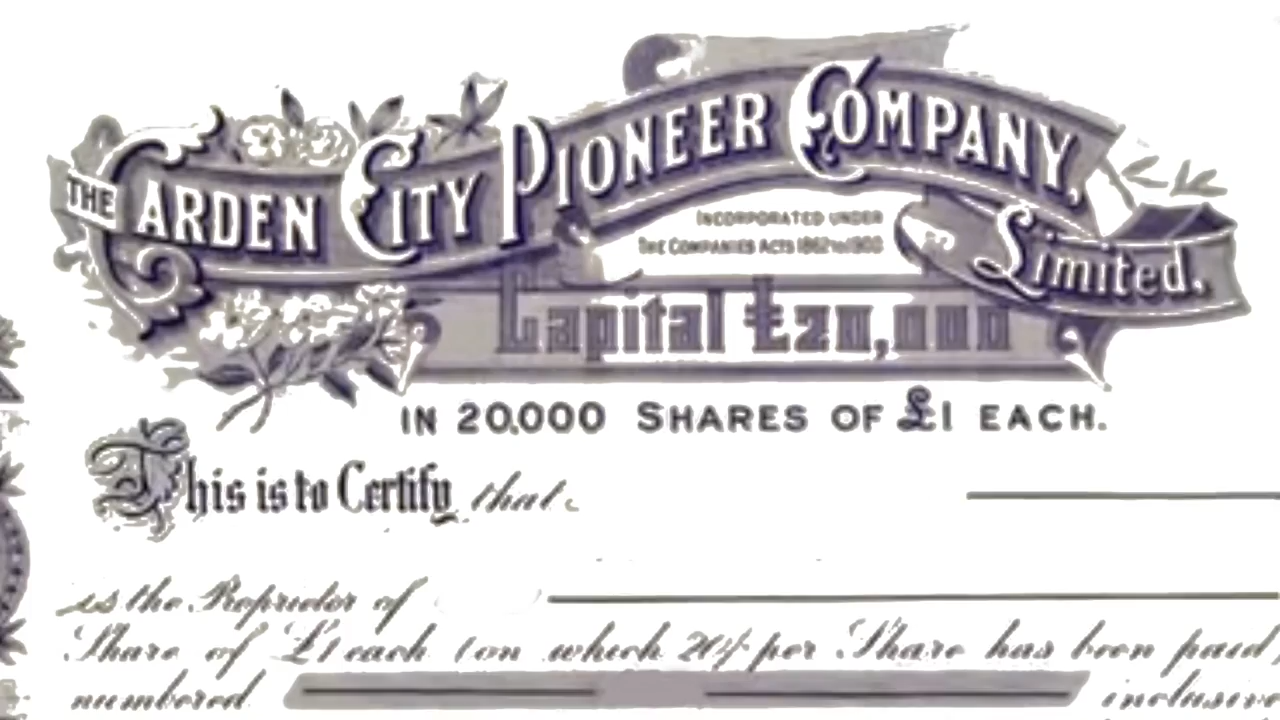 THE GARDEN CITY PIONEER COMPANY,
Limited.
INCORPORATED UNDER
THE COMPANIES ACTS 1862 TO 1900
Capital £20,000
IN 20,000 SHARES OF £1 EACH.
This is to Certify that
is the Proprietor of
Share of £1 each (on which 20/- per Share has been paid,
numbered inclusive